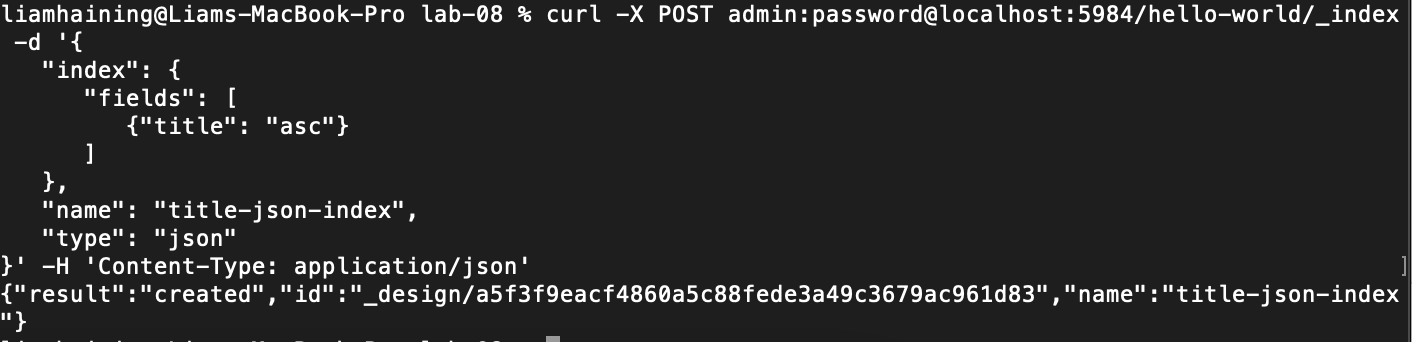 liamhaining@Liams-MacBook-Pro lab-08 % curl -X POST admin:password@localhost:5984/hello-world/_index
 -d '{
   "index": {
      "fields": [
         {"title": "asc"}
      ]
   },
   "name": "title-json-index",
   "type": "json"
}' -H 'Content-Type: application/json' ]
{"result":"created","id":"_design/a5f3f9eacf4860a5c88fede3a49c3679ac961d83","name":"title-json-index
"}